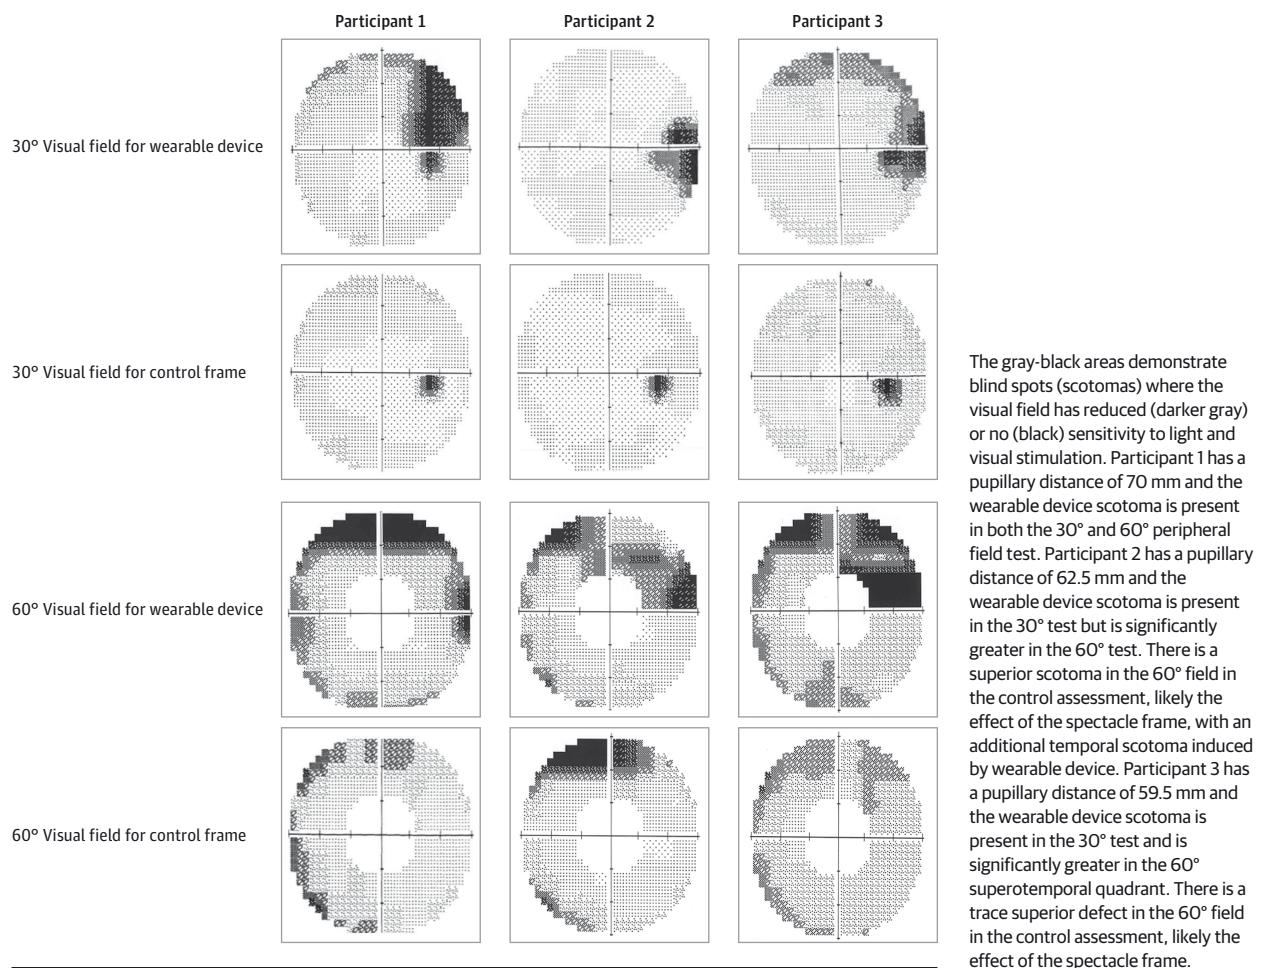 Participant 1
Participant 2
Participant 3
30° Visual field for wearable device
30° Visual field for control frame
60° Visual field for wearable device
60° Visual field for control frame
The gray-black areas demonstrate
blind spots (scotomas) where the
visual field has reduced (darker gray)
or no (black) sensitivity to light and
visual stimulation. Participant 1 has a
pupillary distance of 70 mm and the
wearable device scotoma is present
in both the 30° and 60° peripheral
field test. Participant 2 has a pupillary
distance of 62.5 mm and the
wearable device scotoma is present
in the 30° test but is significantly
greater in the 60° test. There is a
superior scotoma in the 60° field in
the control assessment, likely the
effect of the spectacle frame, with an
additional temporal scotoma induced
by wearable device. Participant 3 has
a pupillary distance of 59.5 mm and
the wearable device scotoma is
present in the 30° test and is
significantly greater in the 60°
superotemporal quadrant. There is a
trace superior defect in the 60° field
in the control assessment, likely the
effect of the spectacle frame.